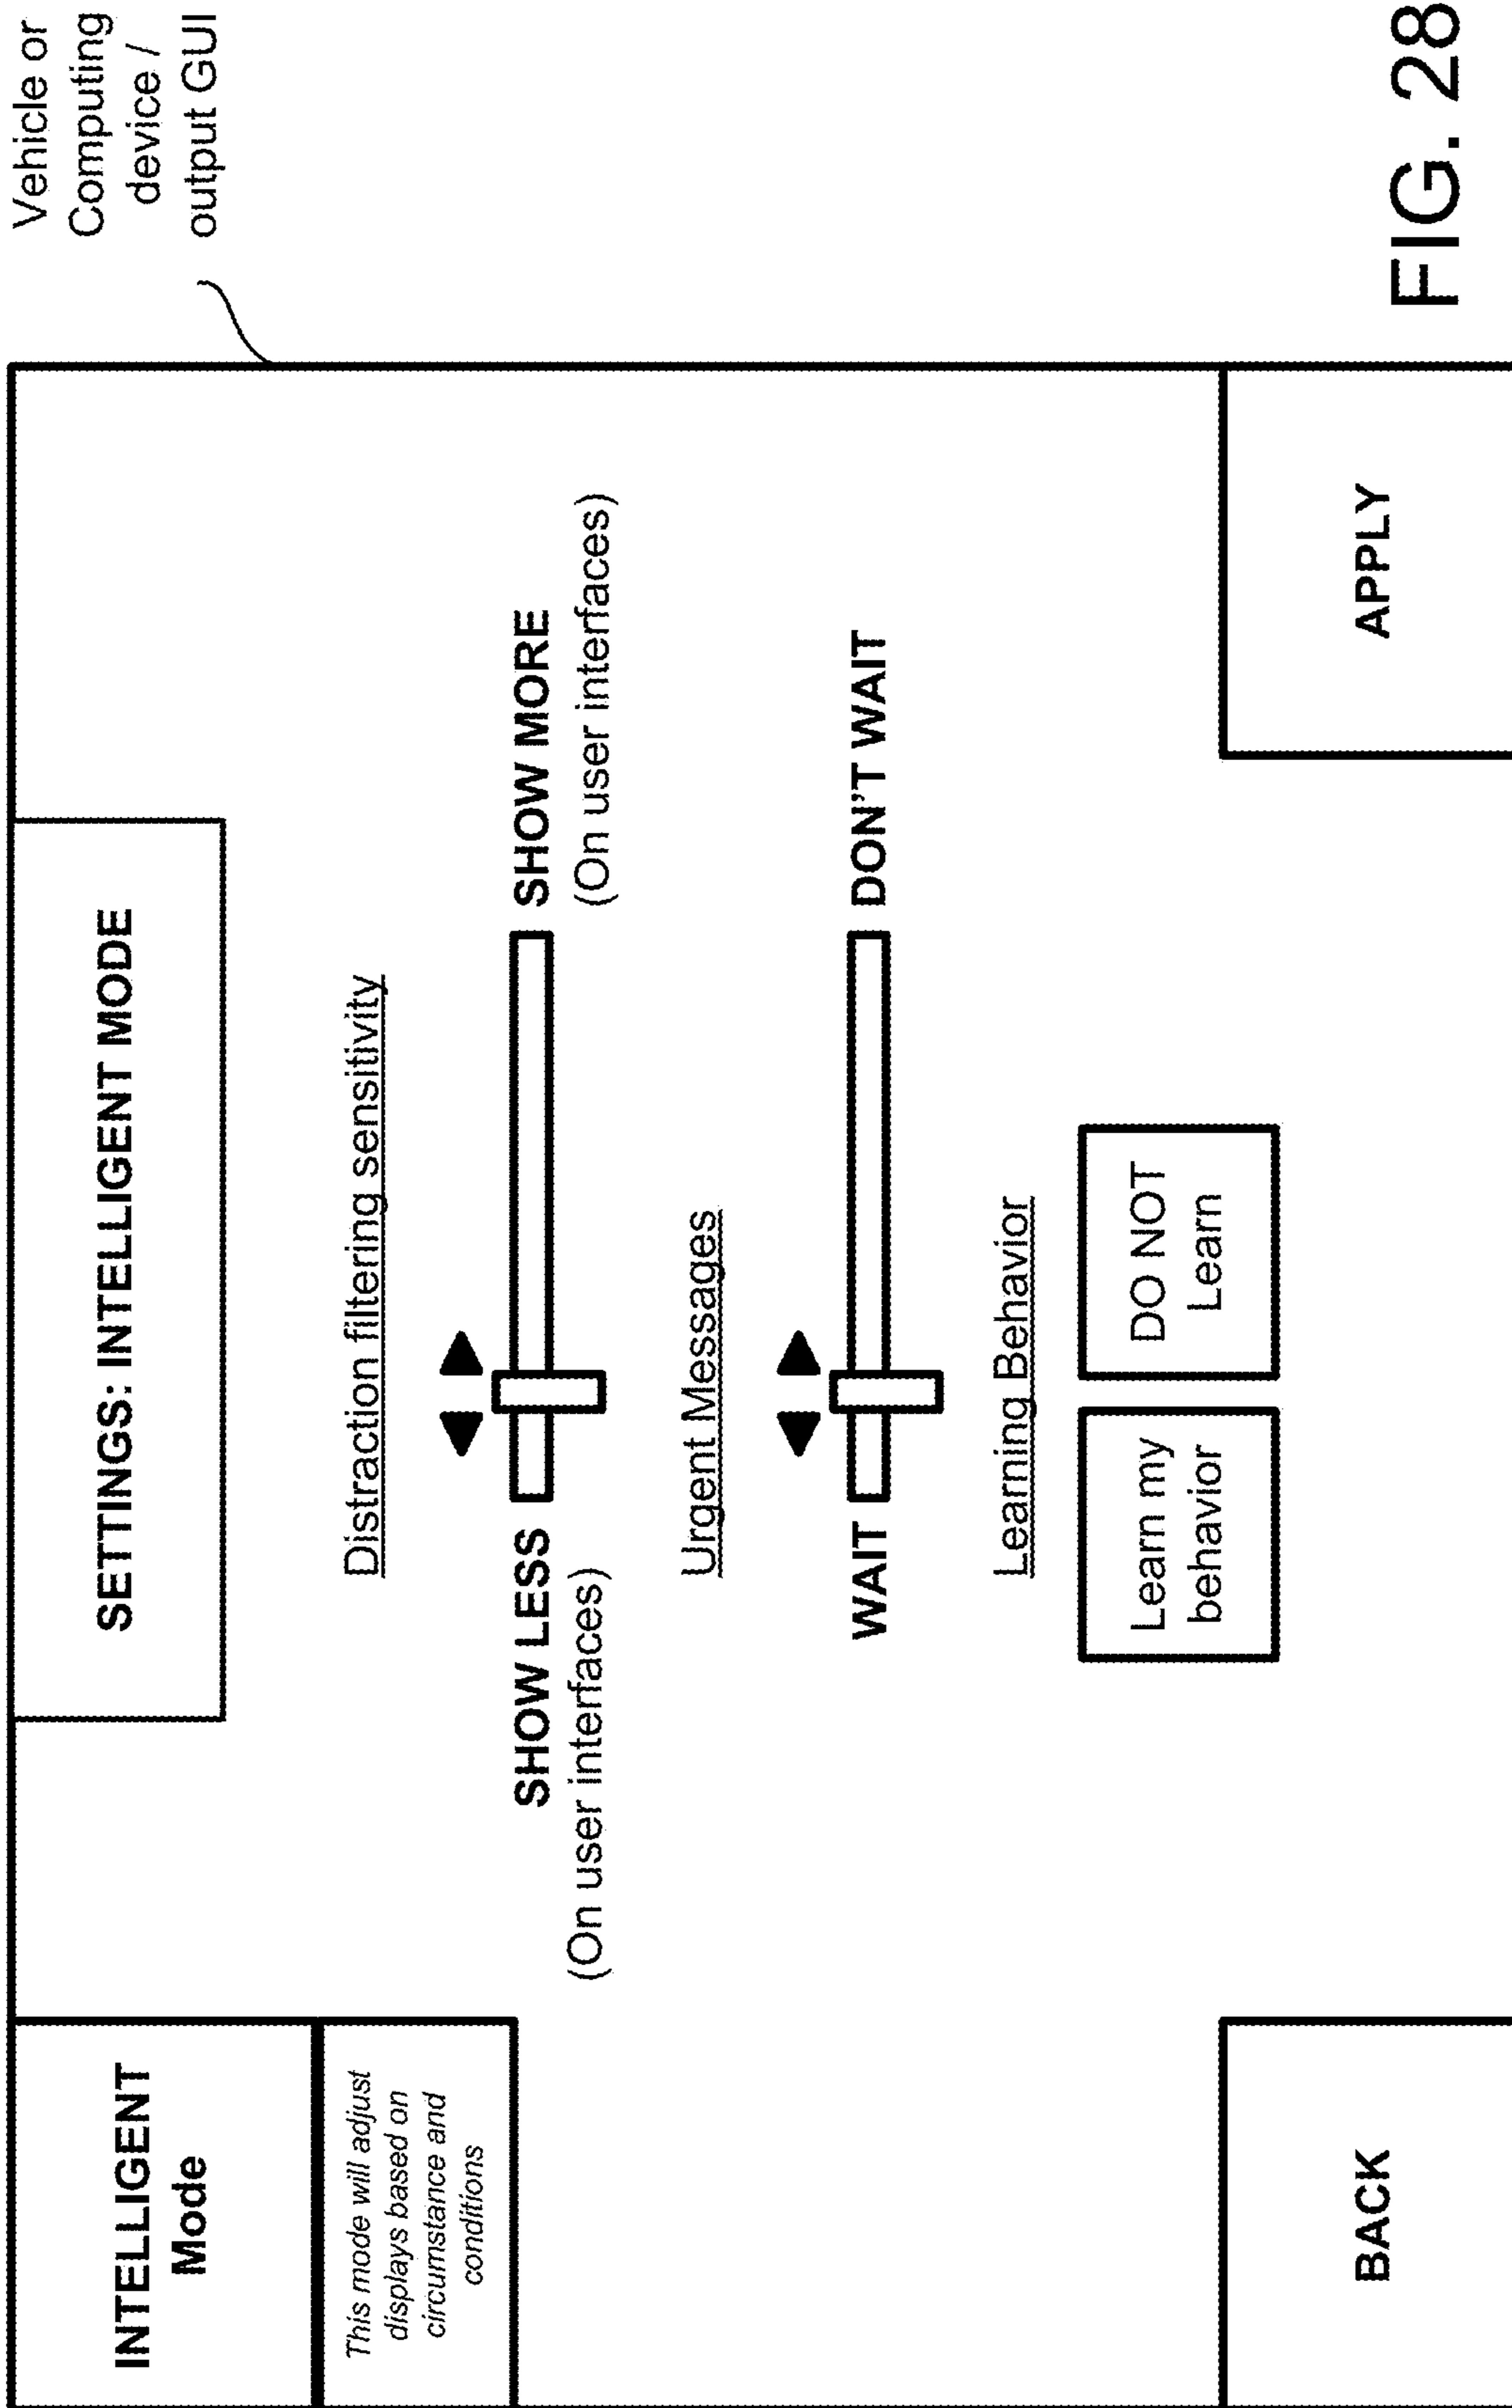 Vehicle or
Computing
device /
output GUI
INTELLIGENT
Mode
This mode will adjust
displays based on
circumstance and
conditions
SETTINGS: INTELLIGENT MODE
Distraction filtering sensitivity
SHOW LESS
(On user interfaces)
SHOW MORE
(On user interfaces)
Urgent Messages
WAIT
DON'T WAIT
Learning Behavior
Learn my
behavior
DO NOT
Learn
BACK
APPLY
FIG. 28